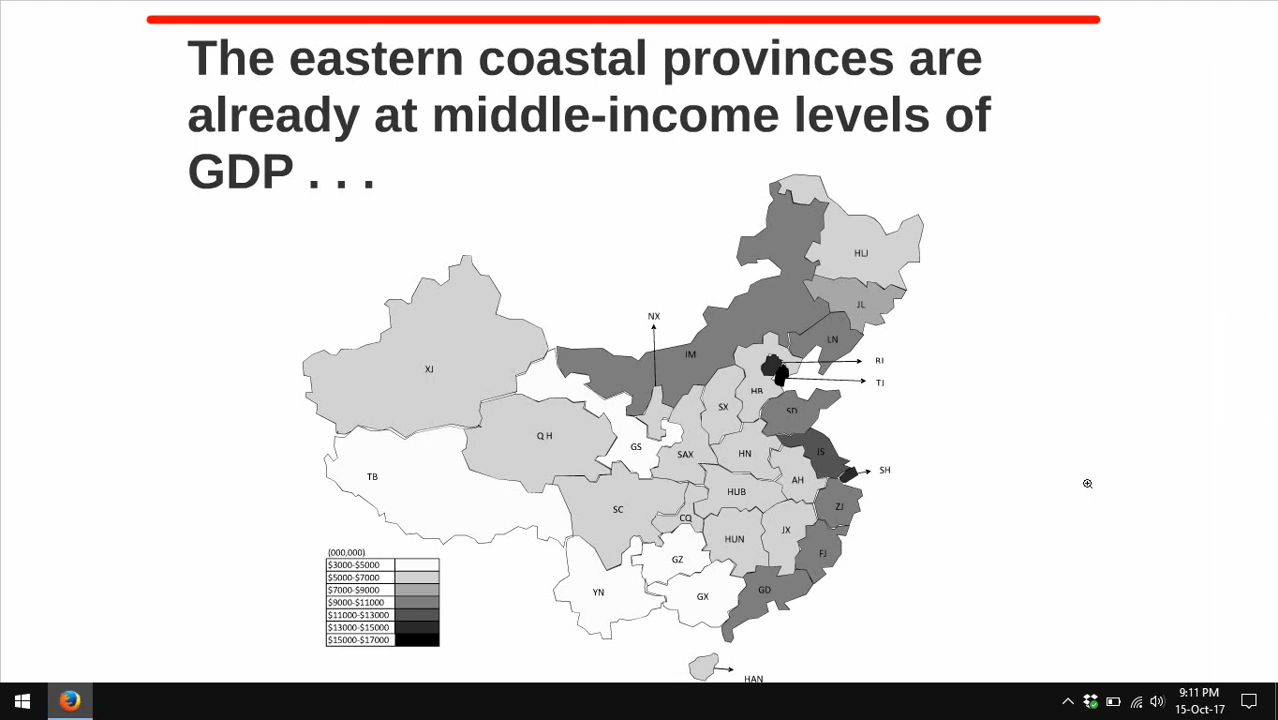 The eastern coastal provinces are
already at middle-income levels of
GDP . . .
HLJ
JL
NX
LN
IM
BJ
XJ
TJ
HB
SX
SD
Q H
GS
JS
SAX
HN
SH
TB
AH
HUB
ZJ
SC
CQ
JX
HUN
FJ
GZ
GD
YN
GX
HAN
(000,000)
$3000-$5000
$5000-$7000
$7000-$9000
$9000-$11000
$11000-$13000
$13000-$15000
$15000-$17000
9:11 PM
15-Oct-17